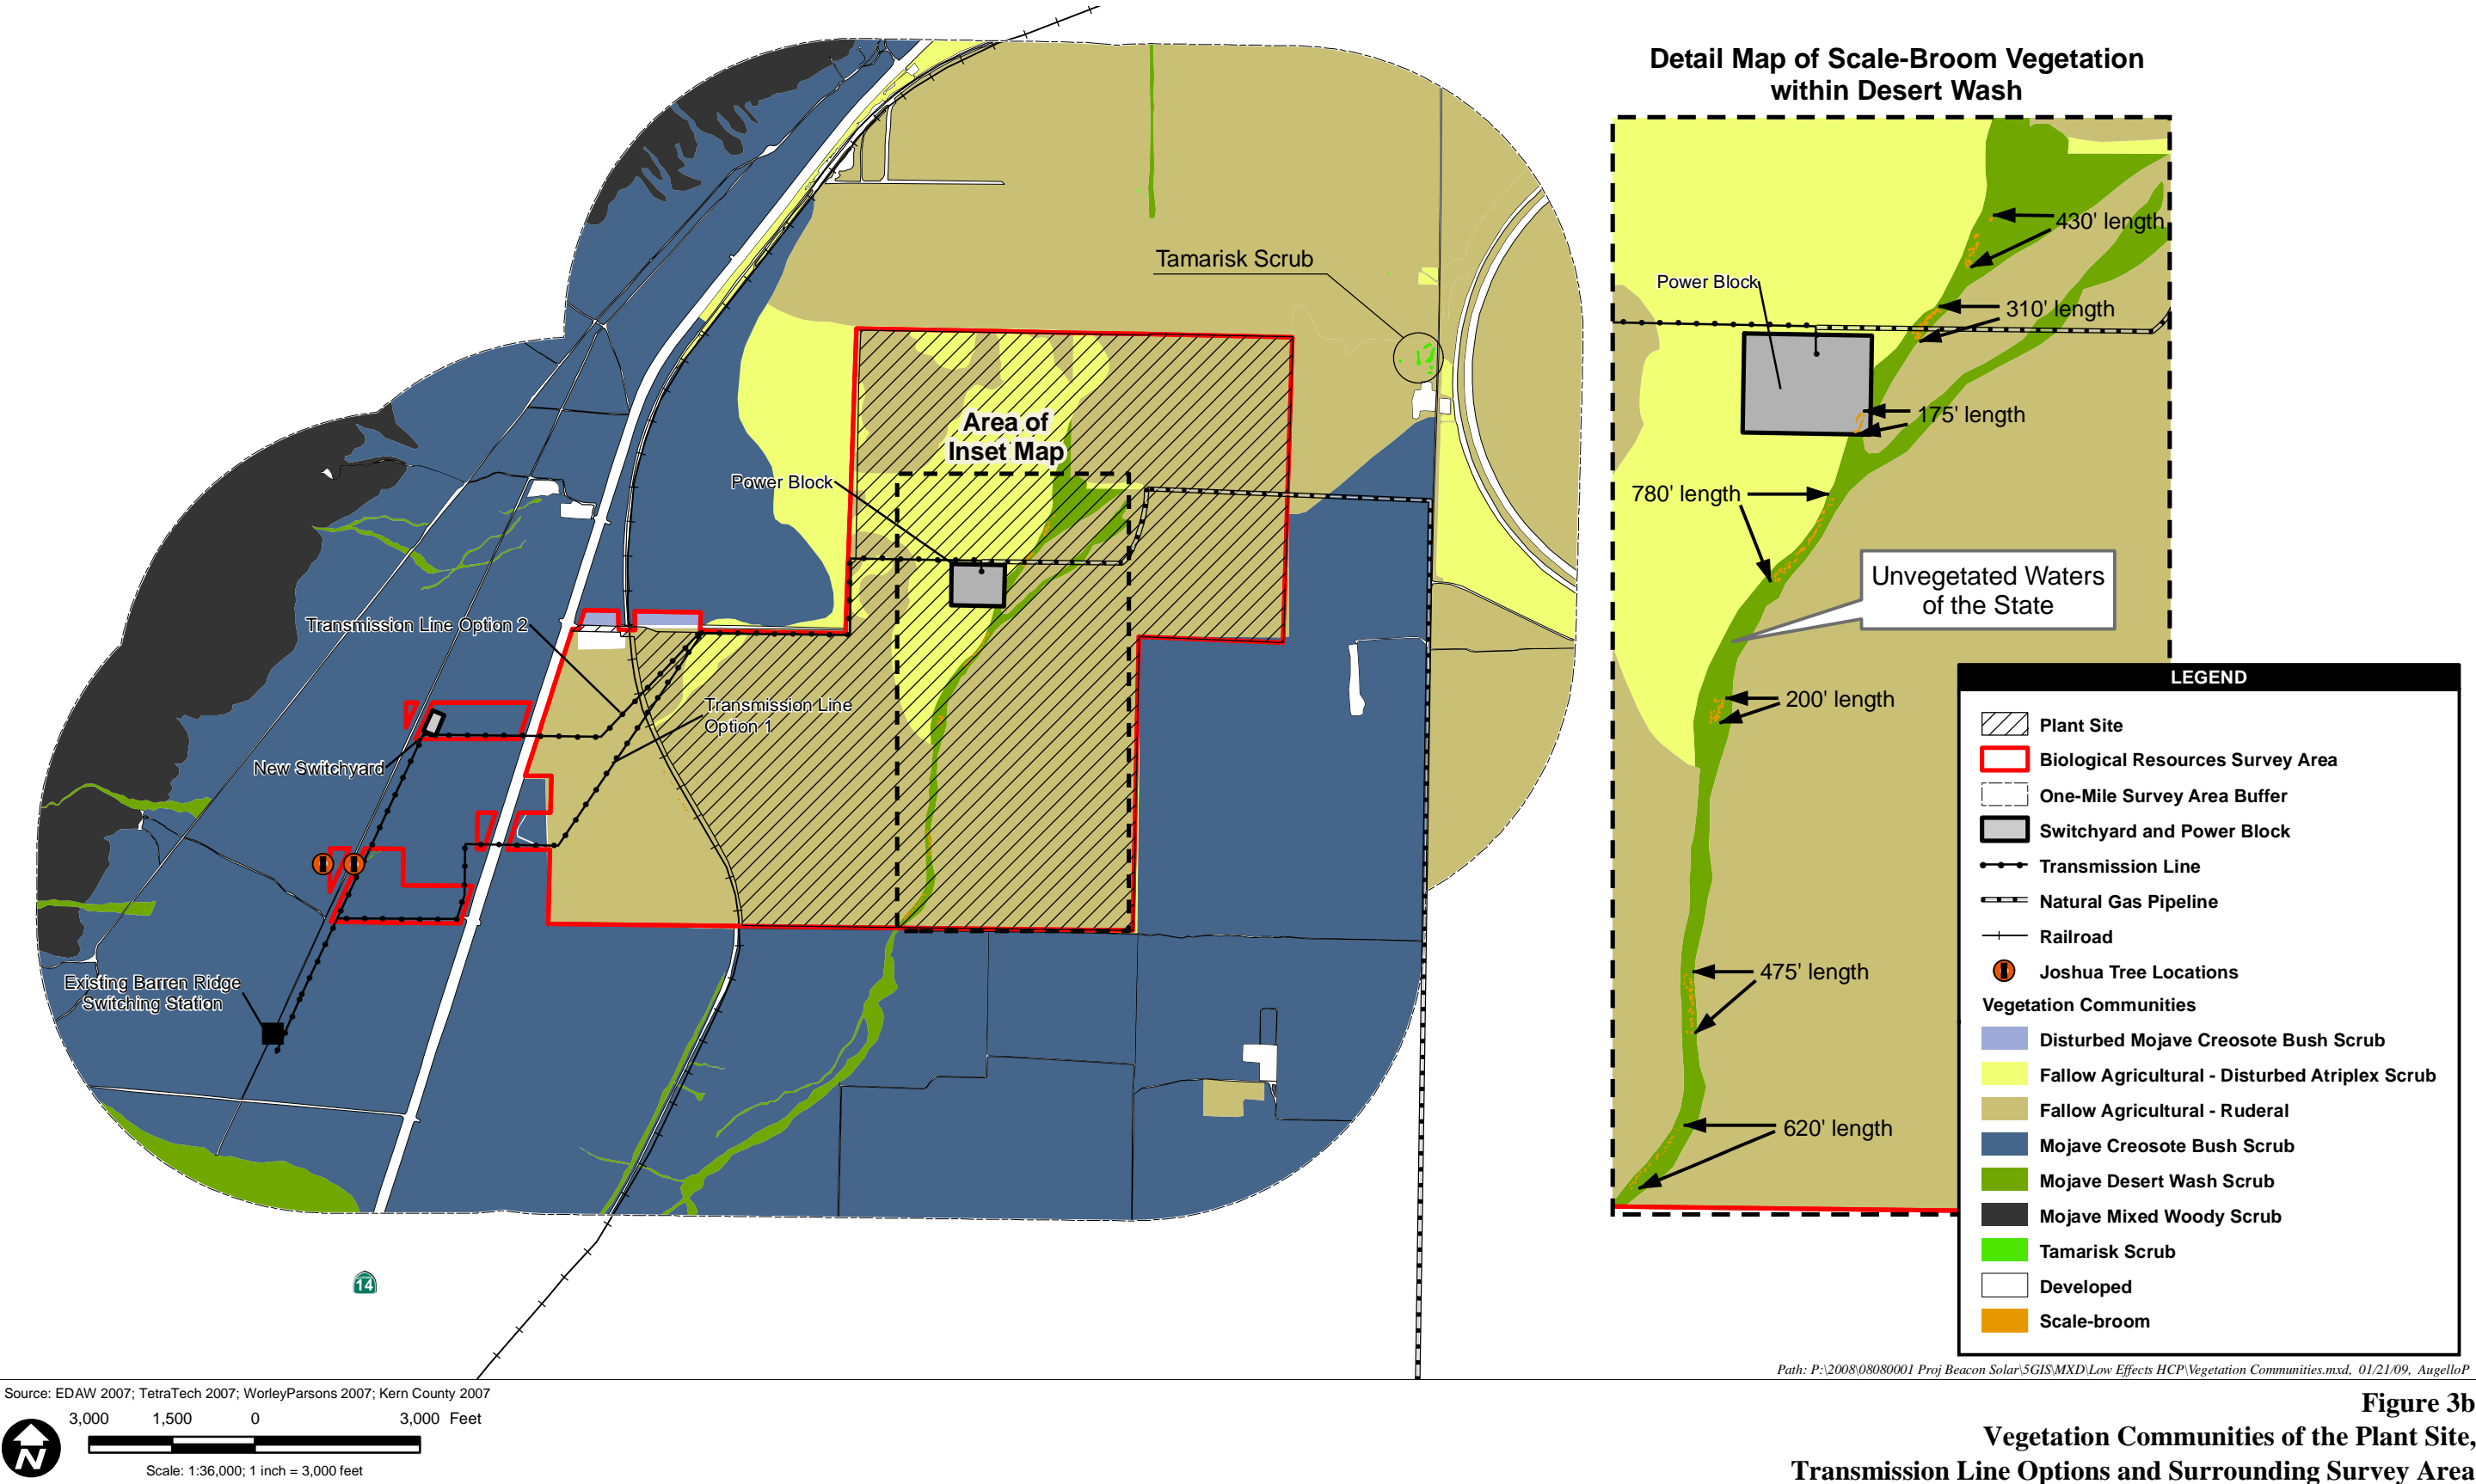 Detail Map of Scale-Broom Vegetation
within Desert Wash
Tamarisk Scrub
Area of
Inset Map
Power Block
Transmission Line Option 2
Transmission Line
Option 1
New Switchyard
Existing Barren Ridge
Switching Station
14
430' length
Power Block
310' length
175' length
780' length
Unvegetated Waters
of the State
200' length
475' length
620' length
LEGEND
Plant Site
Biological Resources Survey Area
One-Mile Survey Area Buffer
Switchyard and Power Block
Transmission Line
Natural Gas Pipeline
Railroad
Joshua Tree Locations
Vegetation Communities
Disturbed Mojave Creosote Bush Scrub
Fallow Agricultural - Disturbed Atriplex Scrub
Fallow Agricultural - Ruderal
Mojave Creosote Bush Scrub
Mojave Desert Wash Scrub
Mojave Mixed Woody Scrub
Tamarisk Scrub
Developed
Scale-broom
Path: P:\2008\08080001 Proj Beacon Solar\5GIS\MXD\Low Effects HCP\Vegetation Communities.mxd, 01/21/09, AugelloP
Source: EDAW 2007; TetraTech 2007; WorleyParsons 2007; Kern County 2007
3,000 1,500 0 3,000 Feet
N
Scale: 1:36,000; 1 inch = 3,000 feet
Figure 3b
Vegetation Communities of the Plant Site,
Transmission Line Options and Surrounding Survey Area